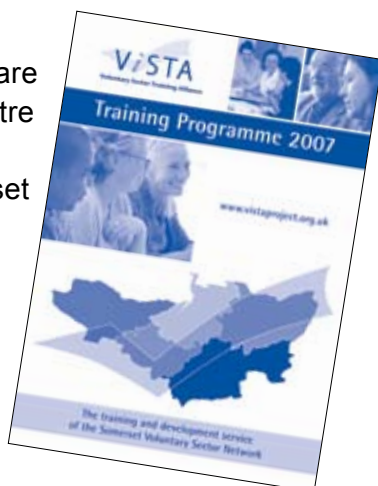 are
tre
set
ViSTA
Voluntary Sector Training Alliance
Training Programme 2007
www.vistaproject.org.uk
The training and development service
of the Somerset Voluntary Sector Network